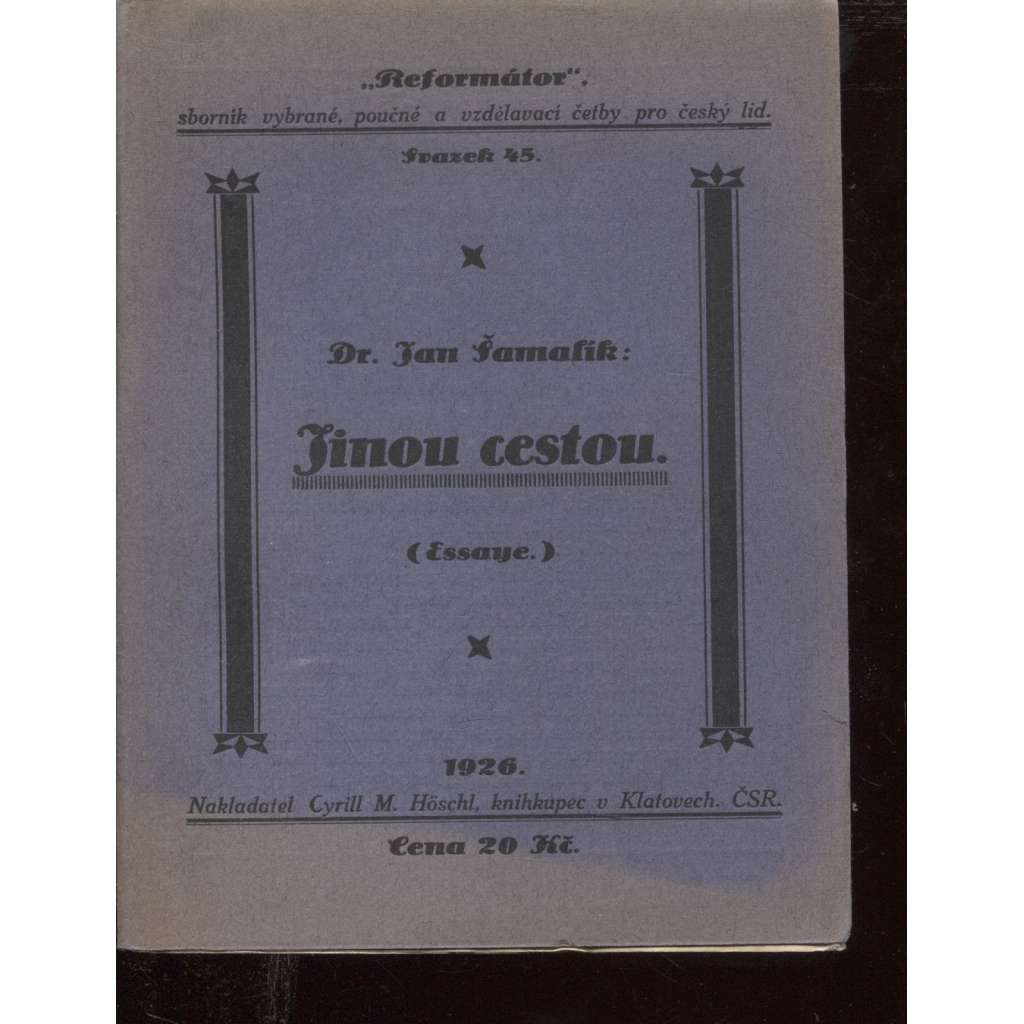 „Reformátor“.
sborník vybrané, poučné a vzdělavací četby pro český lid.
Svazek 45.
Dr. Jan Šamalík:
Jinou cestou.
(Essaye.)
1926.
Nakladatel Cyrill M. Höschl, knihkupec v Klatovech. ČSR.
Cena 20 Kč.